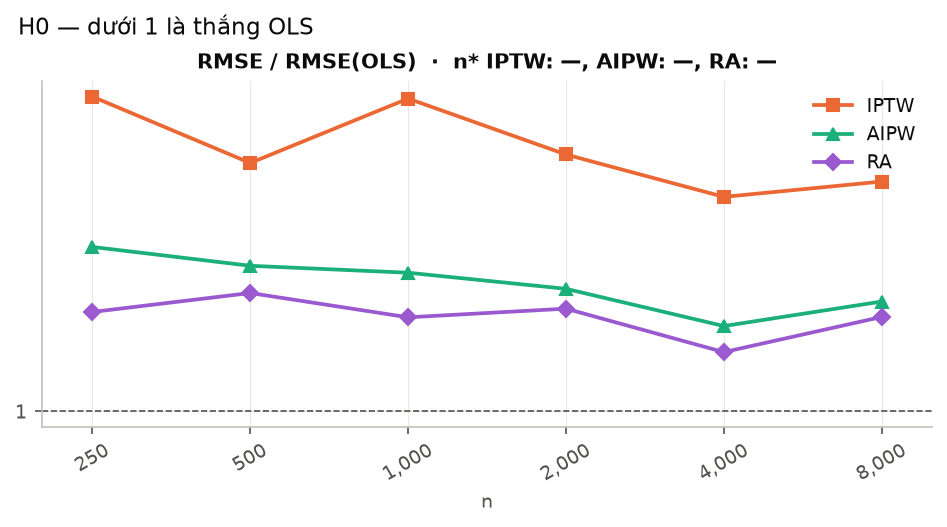 H0 — dưới 1 là thắng OLS
RMSE / RMSE(OLS) · n* IPTW: —, AIPW: —, RA: —
IPTW
AIPW
RA
1
250
500
1,000
2,000
4,000
8,000
n